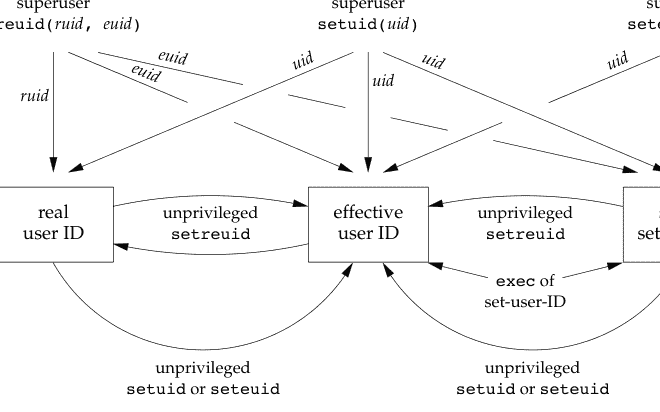 superuser
superuser
reuid(ruid, euid)
setuid(uid)
euid
euid
uid
uid
uid
uid
ruid
real
user ID
unprivileged
setreuid
effective
user ID
unprivileged
setreuid
exec of
set-user-ID
unprivileged
setuid or seteuid
unprivileged
setuid or seteuid